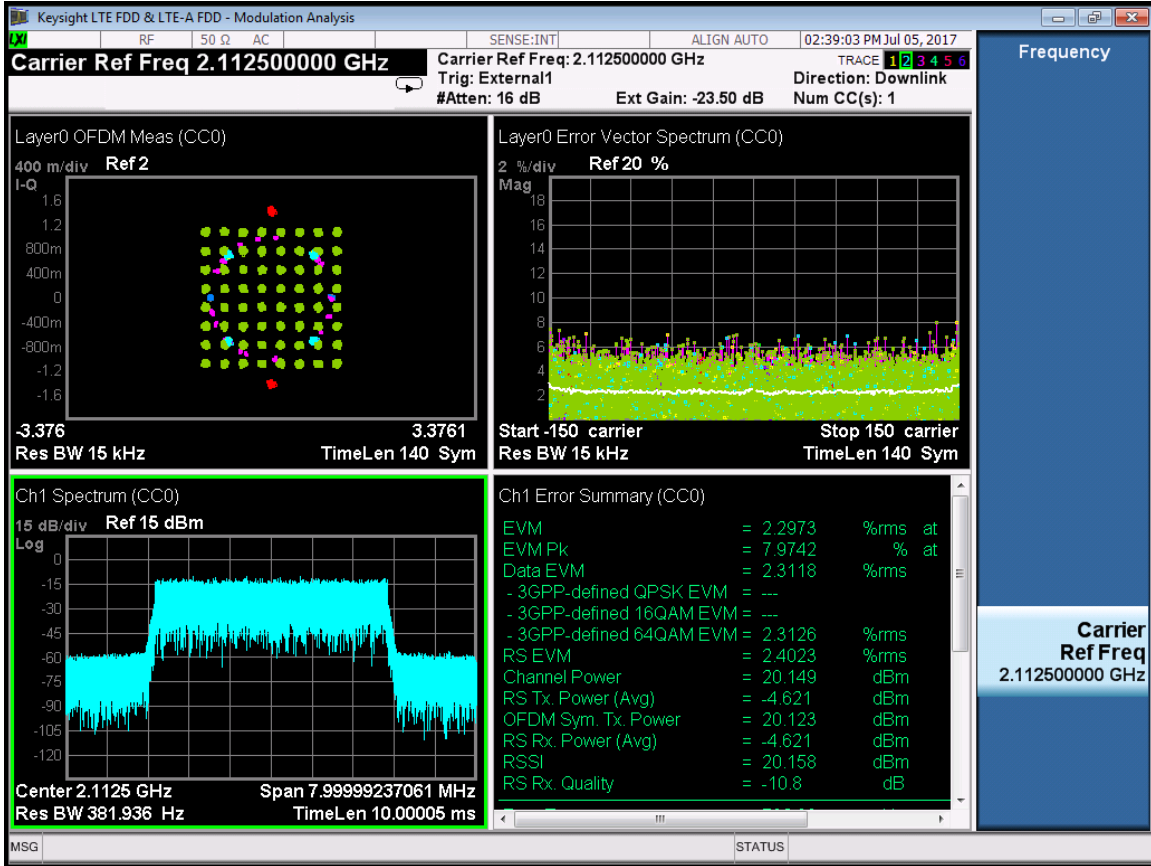 Keysight LTE FDD & LTE-A FDD - Modulation Analysis
LXI RF 50 Ω AC SENSE:INT ALIGN AUTO 02:39:03 PM Jul 05, 2017
Carrier Ref Freq 2.112500000 GHz
Carrier Ref Freq: 2.112500000 GHz
Trig: External1
#Atten: 16 dB Ext Gain: -23.50 dB
TRACE 1 2 3 4 5 6
Direction: Downlink
Num CC(s): 1
Frequency
Layer0 OFDM Meas (CC0)
400 m/div Ref 2
I-Q
1.6
1.2
800m
400m
0
-400m
-800m
-1.2
-1.6
-3.376 3.3761
Res BW 15 kHz TimeLen 140 Sym
Layer0 Error Vector Spectrum (CC0)
2 %/div Ref 20 %
Mag
18
16
14
12
10
8
6
4
2
Start -150 carrier Stop 150 carrier
Res BW 15 kHz TimeLen 140 Sym
Ch1 Spectrum (CC0)
15 dB/div Ref 15 dBm
Log
0
-15
-30
-45
-60
-75
-90
-105
-120
Center 2.1125 GHz Span 7.99999237061 MHz
Res BW 381.936 Hz TimeLen 10.00005 ms
Ch1 Error Summary (CC0)
EVM = 2.2973 %rms at
EVM Pk = 7.9742 % at
Data EVM = 2.3118 %rms
- 3GPP-defined QPSK EVM = ---
- 3GPP-defined 16QAM EVM = ---
- 3GPP-defined 64QAM EVM = 2.3126 %rms
RS EVM = 2.4023 %rms
Channel Power = 20.149 dBm
RS Tx. Power (Avg) = -4.621 dBm
OFDM Sym. Tx. Power = 20.123 dBm
RS Rx. Power (Avg) = -4.621 dBm
RSSI = 20.158 dBm
RS Rx. Quality = -10.8 dB
Carrier
Ref Freq
2.112500000 GHz
MSG STATUS